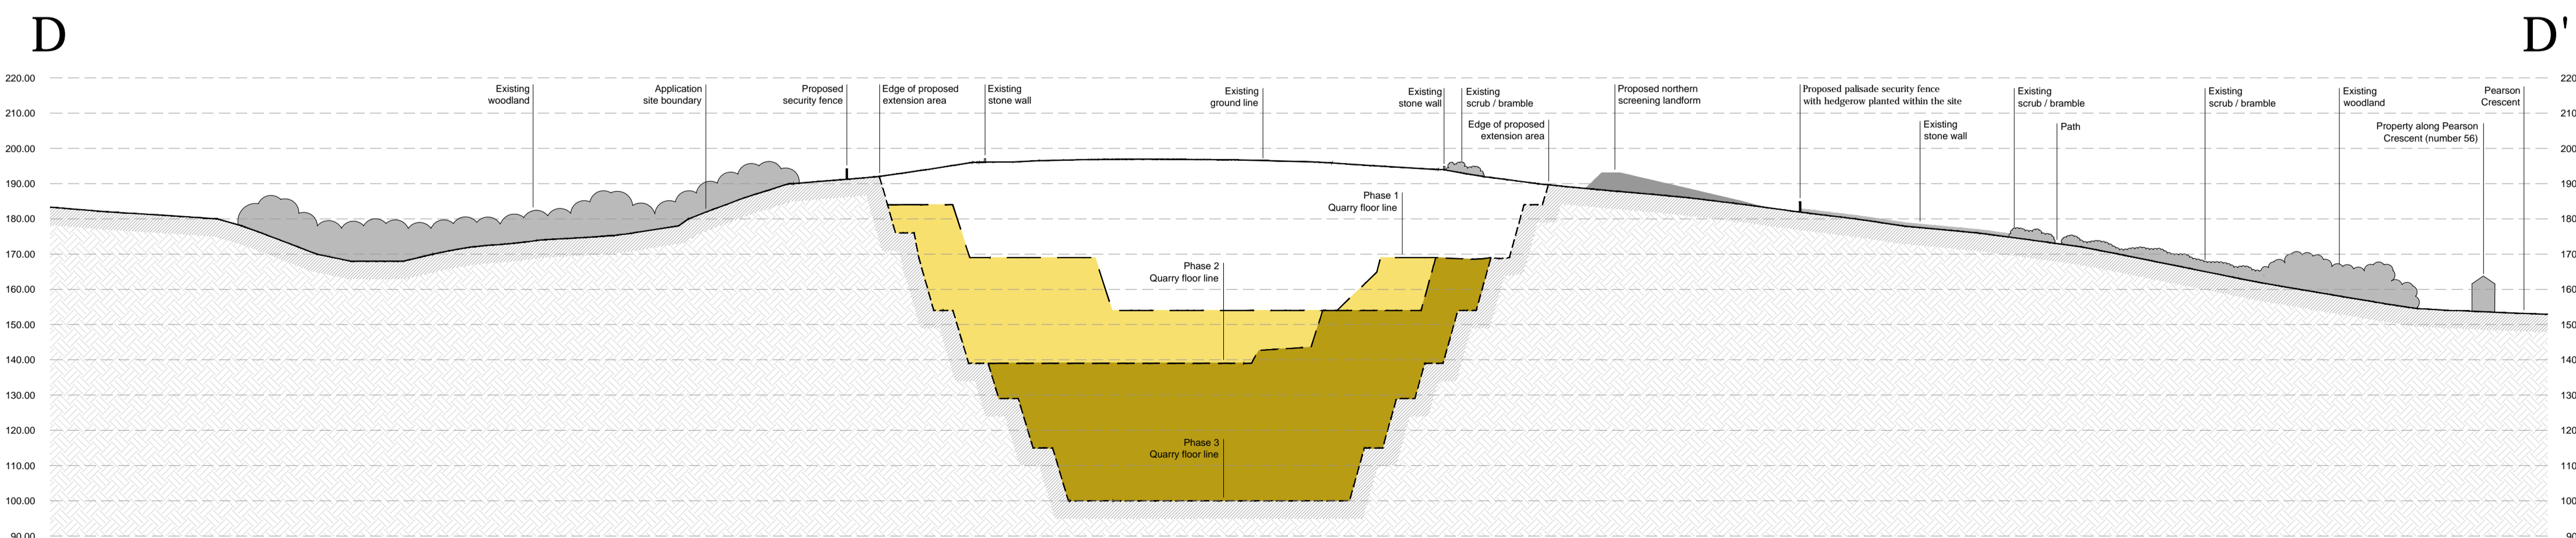 D
D'
220.00
210.00
200.00
190.00
180.00
170.00
160.00
150.00
140.00
130.00
120.00
110.00
100.00
90.00
Existing
woodland
Application
site boundary
Proposed
security fence
Edge of proposed
extension area
Existing
stone wall
Existing
ground line
Existing
stone wall
Existing
scrub / bramble
Edge of proposed
extension area
Proposed northern
screening landform
Proposed palisade security fence
with hedgerow planted within the site
Existing
stone wall
Existing
scrub / bramble
Path
Existing
scrub / bramble
Existing
woodland
Property along Pearson
Crescent (number 56)
Pearson
Crescent
Phase 1
Quarry floor line
Phase 2
Quarry floor line
Phase 3
Quarry floor line
220
210
200
190
180
170
160
150
140
130
120
110
100
90